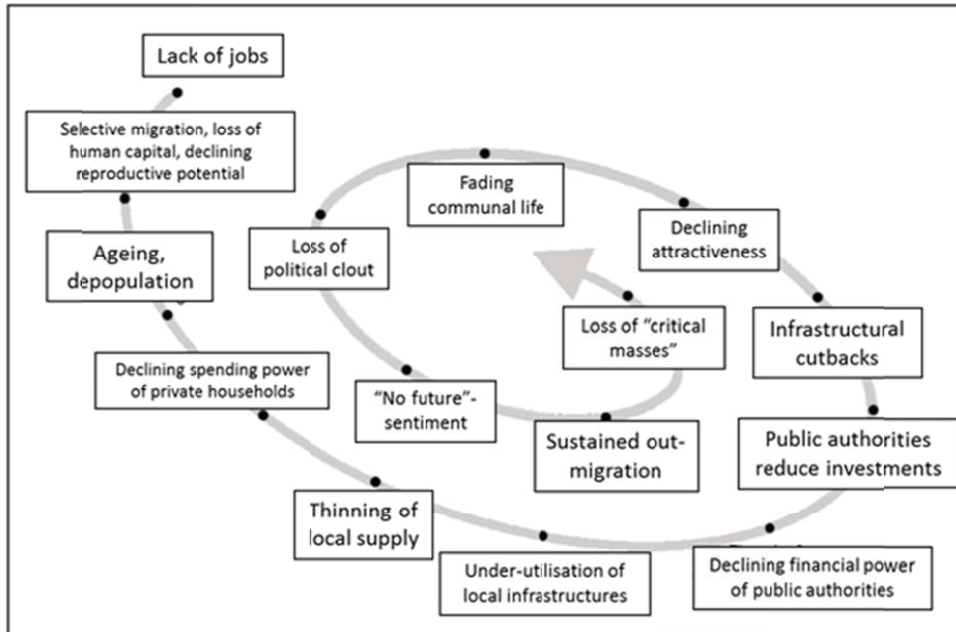 Lack of jobs
Selective migration, loss of
human capital, declining
reproductive potential
Ageing,
depopulation
Declining spending power
of private households
Thinning of
local supply
Under-utilisation of
local infrastructures
Declining financial power
of public authorities
Public authorities
reduce investments
Infrastructural
cutbacks
Declining
attractiveness
Fading
communal life
Loss of
political clout
“No future”-
sentiment
Sustained out-
migration
Loss of “critical
masses”